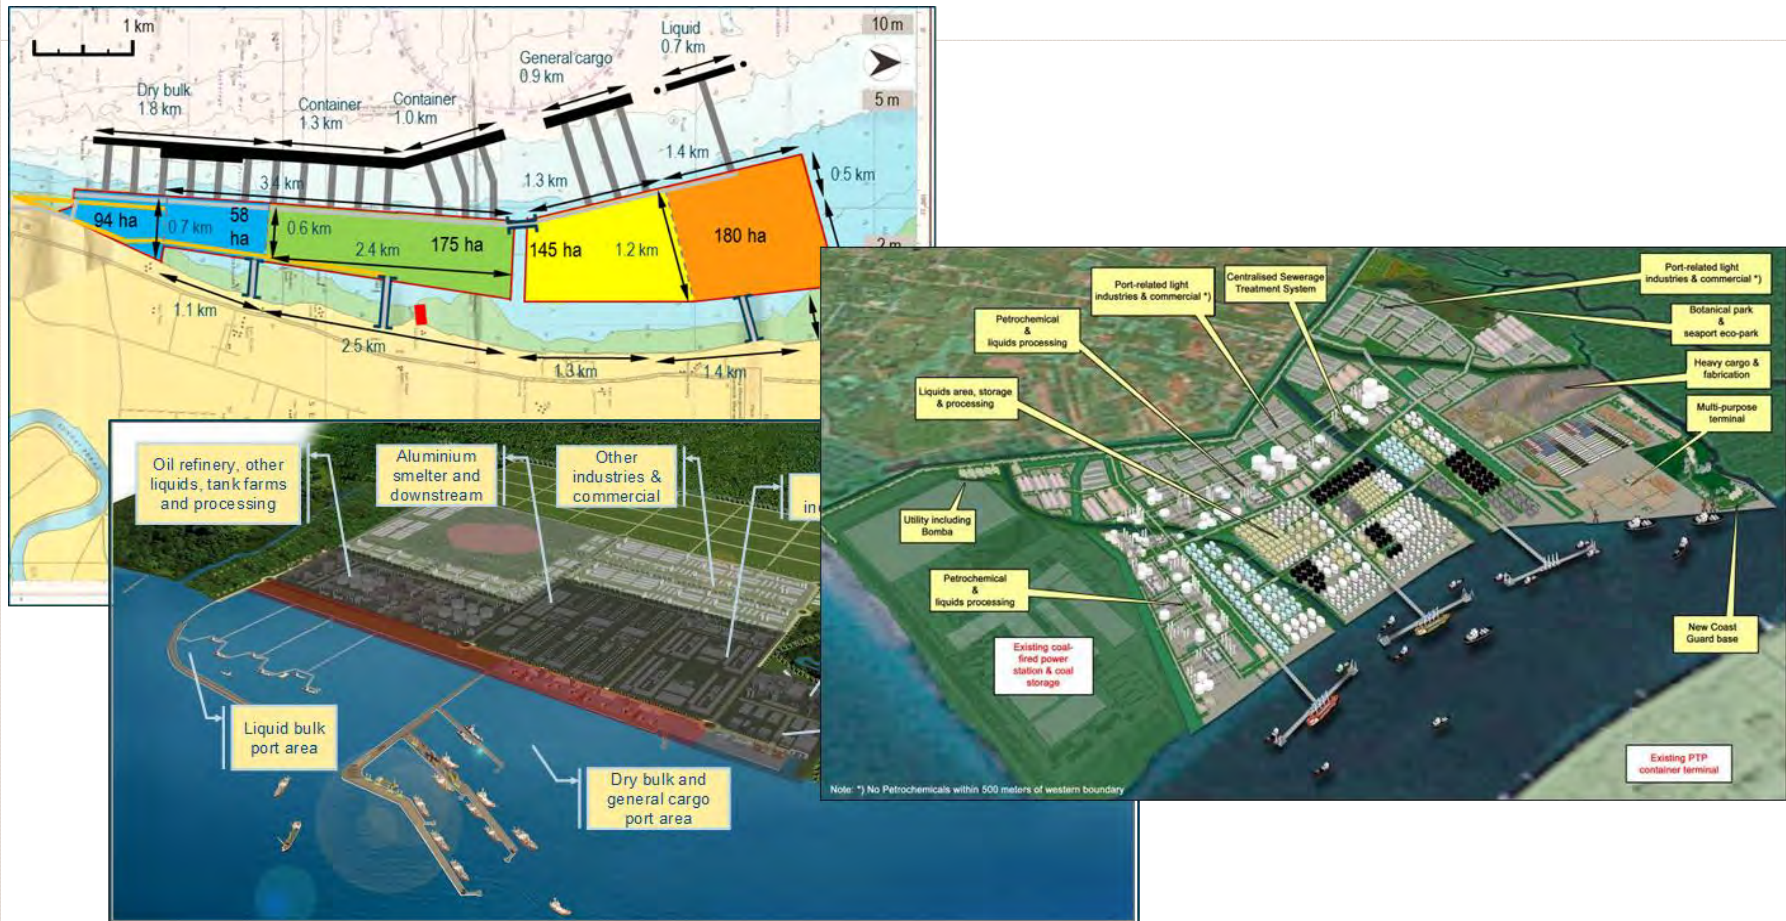 1 km
10 m
Liquid
0.7 km
General cargo
0.9 km
5 m
Dry bulk
1.8 km
Container
1.3 km
Container
1.0 km
1.4 km
3.4 km
1.3 km
0.5 km
94 ha
0.7 km
58
ha
0.6 km
2.4 km
175 ha
145 ha
1.2 km
180 ha
2 m
1.1 km
2.5 km
1.3 km
1.4 km
Oil refinery, other
liquids, tank farms
and processing
Aluminium
smelter and
downstream
Other
industries &
commercial
Liquid bulk
port area
Dry bulk and
general cargo
port area
Port-related light
industries & commercial *)
Centralised Sewerage
Treatment System
Port-related light
industries & commercial *)
Botanical park
&
seaport eco-park
Petrochemical
&
liquids processing
Heavy cargo &
fabrication
Liquids area, storage
& processing
Multi-purpose
terminal
Utility including
Bomba
Petrochemical
&
liquids processing
New Coast
Guard base
Existing coal-
fired power
station & coal
storage
Existing PTP
container terminal
Note: *) No Petrochemicals within 500 meters of western boundary